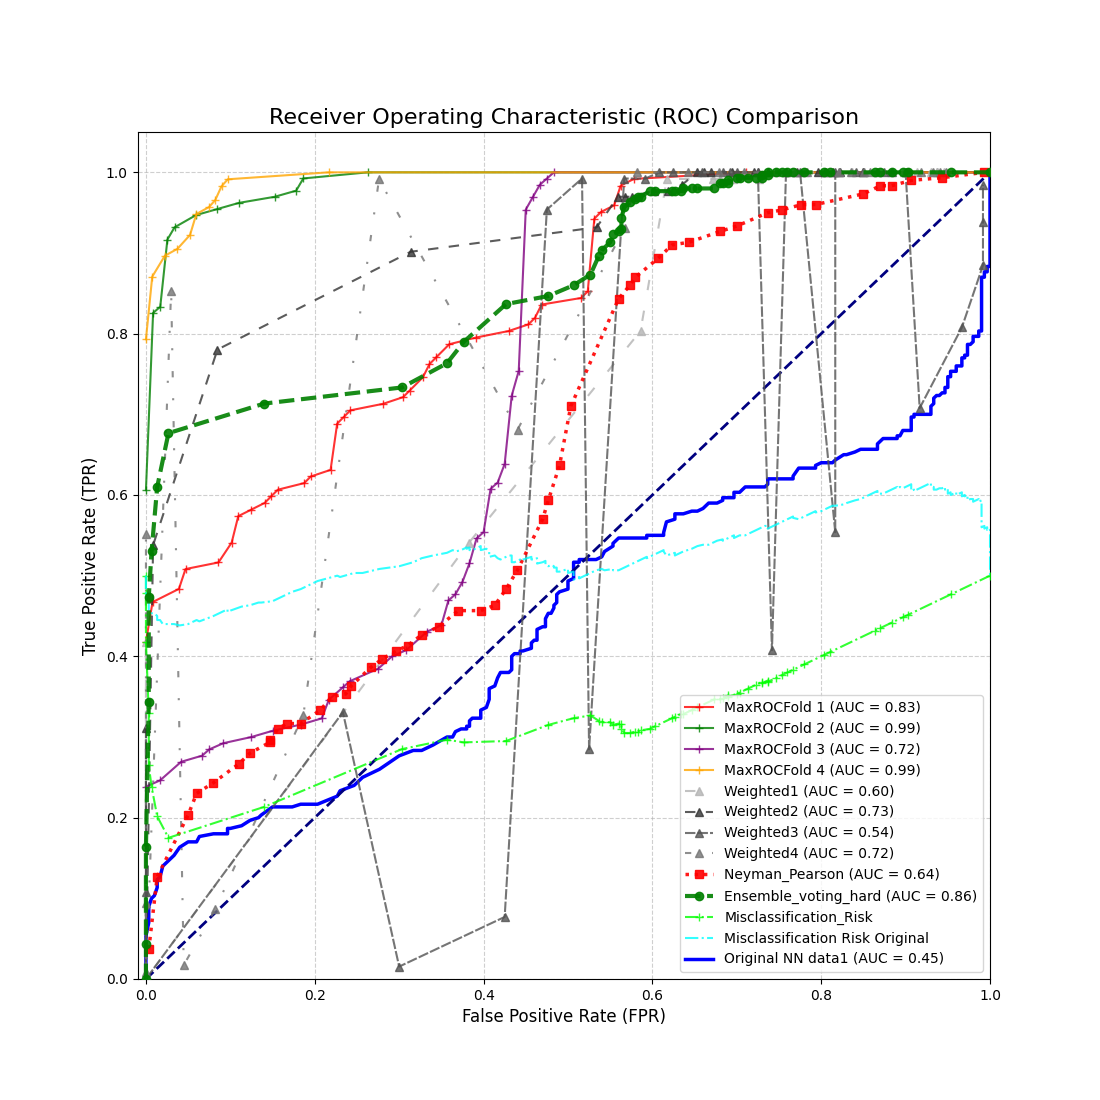 Receiver Operating Characteristic (ROC) Comparison
True Positive Rate (TPR)
1.0
0.8
0.6
0.4
0.2
0.0
MaxROCFold 1 (AUC = 0.83)
MaxROCFold 2 (AUC = 0.99)
MaxROCFold 3 (AUC = 0.72)
MaxROCFold 4 (AUC = 0.99)
Weighted1 (AUC = 0.60)
Weighted2 (AUC = 0.73)
Weighted3 (AUC = 0.54)
Weighted4 (AUC = 0.72)
Neyman_Pearson (AUC = 0.64)
Ensemble_voting_hard (AUC = 0.86)
Misclassification_Risk
Misclassification Risk Original
Original NN data1 (AUC = 0.45)
0.0 0.2 0.4 0.6 0.8 1.0
False Positive Rate (FPR)